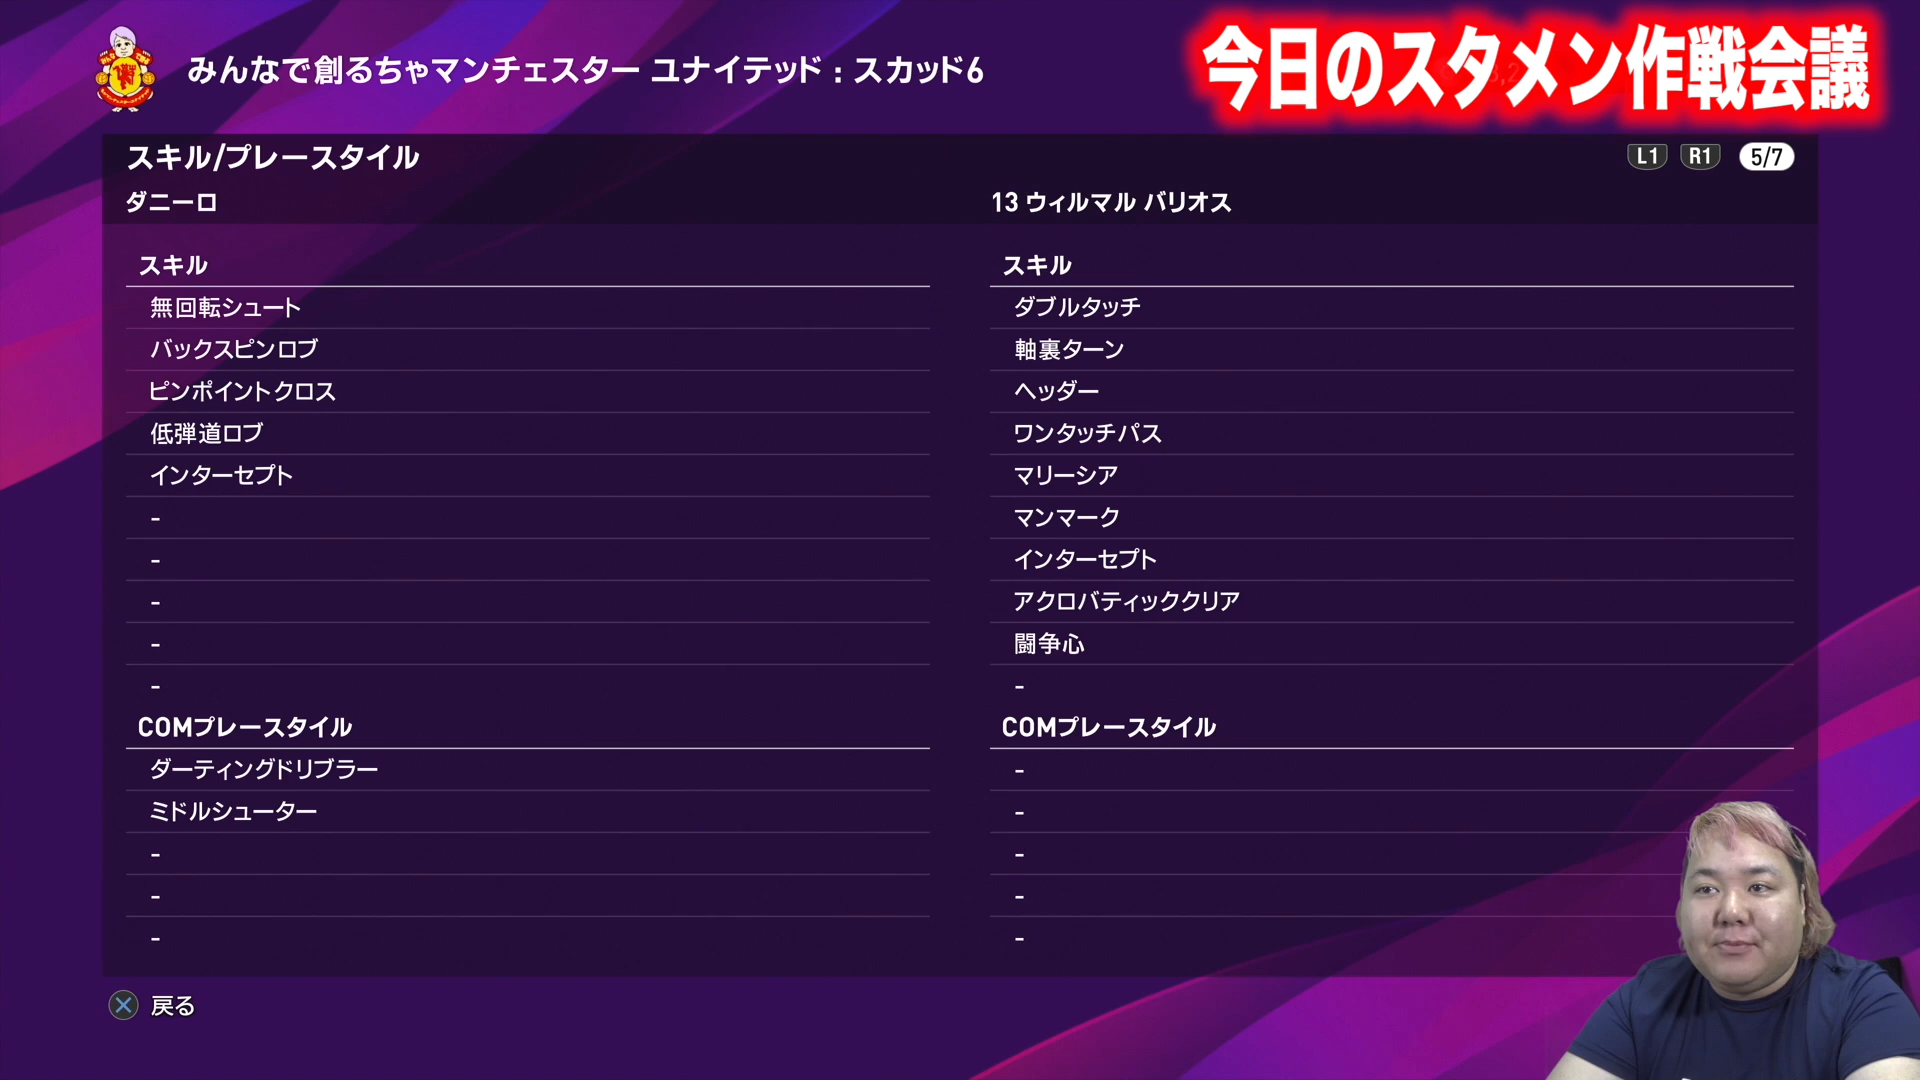 みんなで創るちゃマンチェスター ユナイテッド : スカッド6
今日のスタメン作戦会議
スキル/プレースタイル
L1 R1 5/7
ダニーロ
13 ウィルマル バリオス
スキル
無回転シュート
バックスピンロブ
ピンポイントクロス
低弾道ロブ
インターセプト
-
-
-
-
-
COMプレースタイル
ダーティングドリブラー
ミドルシューター
-
-
-
スキル
ダブルタッチ
軸裏ターン
ヘッダー
ワンタッチパス
マリーシア
マンマーク
インターセプト
アクロバティッククリア
闘争心
-
COMプレースタイル
-
-
-
-
-
戻る